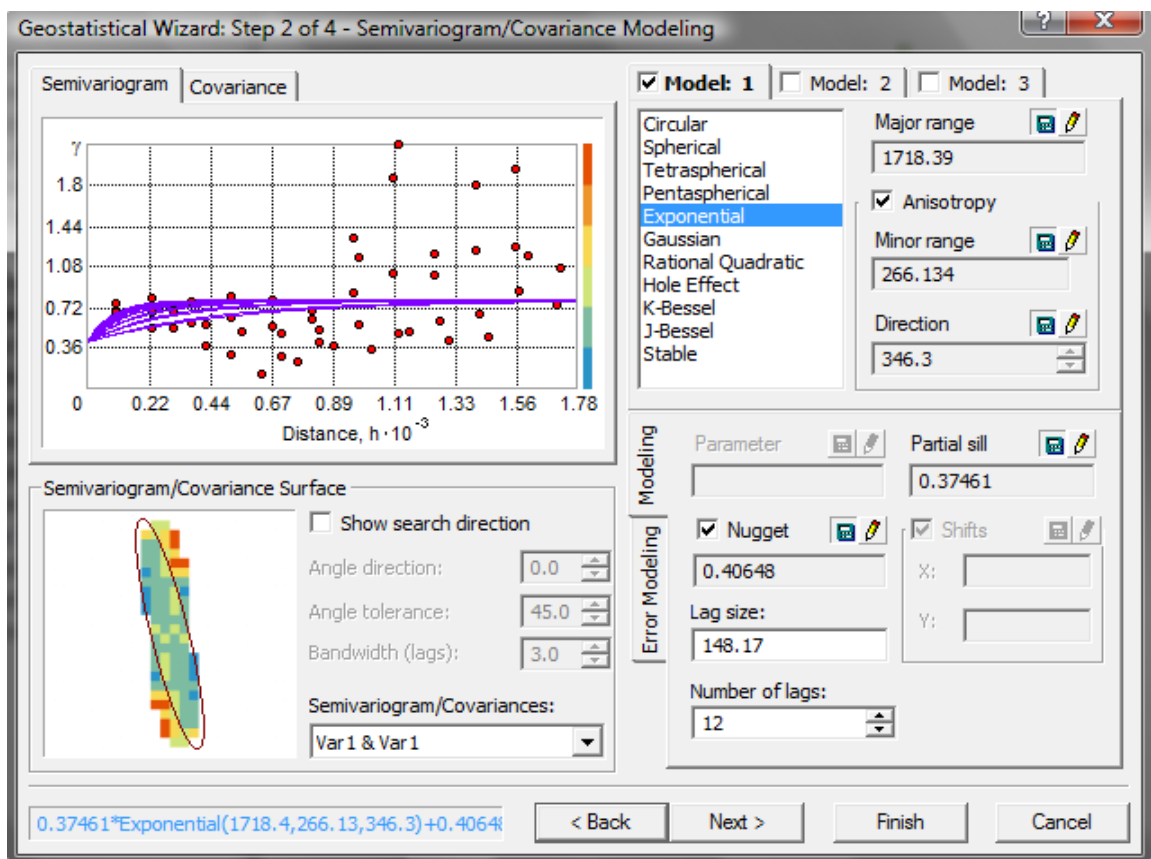 Geostatistical Wizard: Step 2 of 4 - Semivariogram/Covariance Modeling
? X
Semivariogram Covariance
γ
1.8
1.44
1.08
0.72
0.36
0 0.22 0.44 0.67 0.89 1.11 1.33 1.56 1.78
Distance, h · 10⁻³
Semivariogram/Covariance Surface
Show search direction
Angle direction: 0.0
Angle tolerance: 45.0
Bandwidth (lags): 3.0
Semivariogram/Covariances:
Var1 & Var1
Model: 1 Model: 2 Model: 3
Circular
Spherical
Tetraspherical
Pentaspherical
Exponential
Gaussian
Rational Quadratic
Hole Effect
K-Bessel
J-Bessel
Stable
Major range
1718.39
Anisotropy
Minor range
266.134
Direction
346.3
Modeling
Error Modeling
Parameter
Partial sill
0.37461
Nugget
0.40648
Shifts
X:
Y:
Lag size:
148.17
Number of lags:
12
0.37461*Exponential(1718.4,266.13,346.3)+0.40648
< Back Next > Finish Cancel